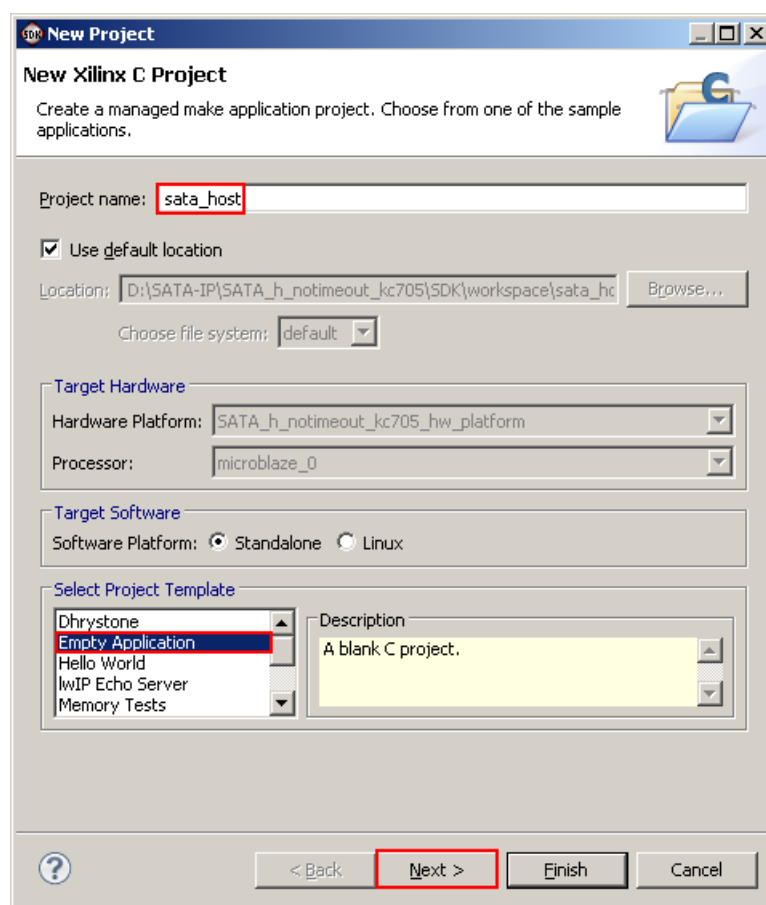 New Project
New Xilinx C Project
Create a managed make application project. Choose from one of the sample
applications.
Project name: sata_host
Use default location
Location: D:\SATA-IP\SATA_h_notimeout_kc705\SDK\workspace\sata_hc Browse...
Choose file system: default
Target Hardware
Hardware Platform: SATA_h_notimeout_kc705_hw_platform
Processor: microblaze_0
Target Software
Software Platform: Standalone Linux
Select Project Template
Dhrystone
Empty Application
Hello World
lwIP Echo Server
Memory Tests
Description
A blank C project.
? < Back Next > Finish Cancel